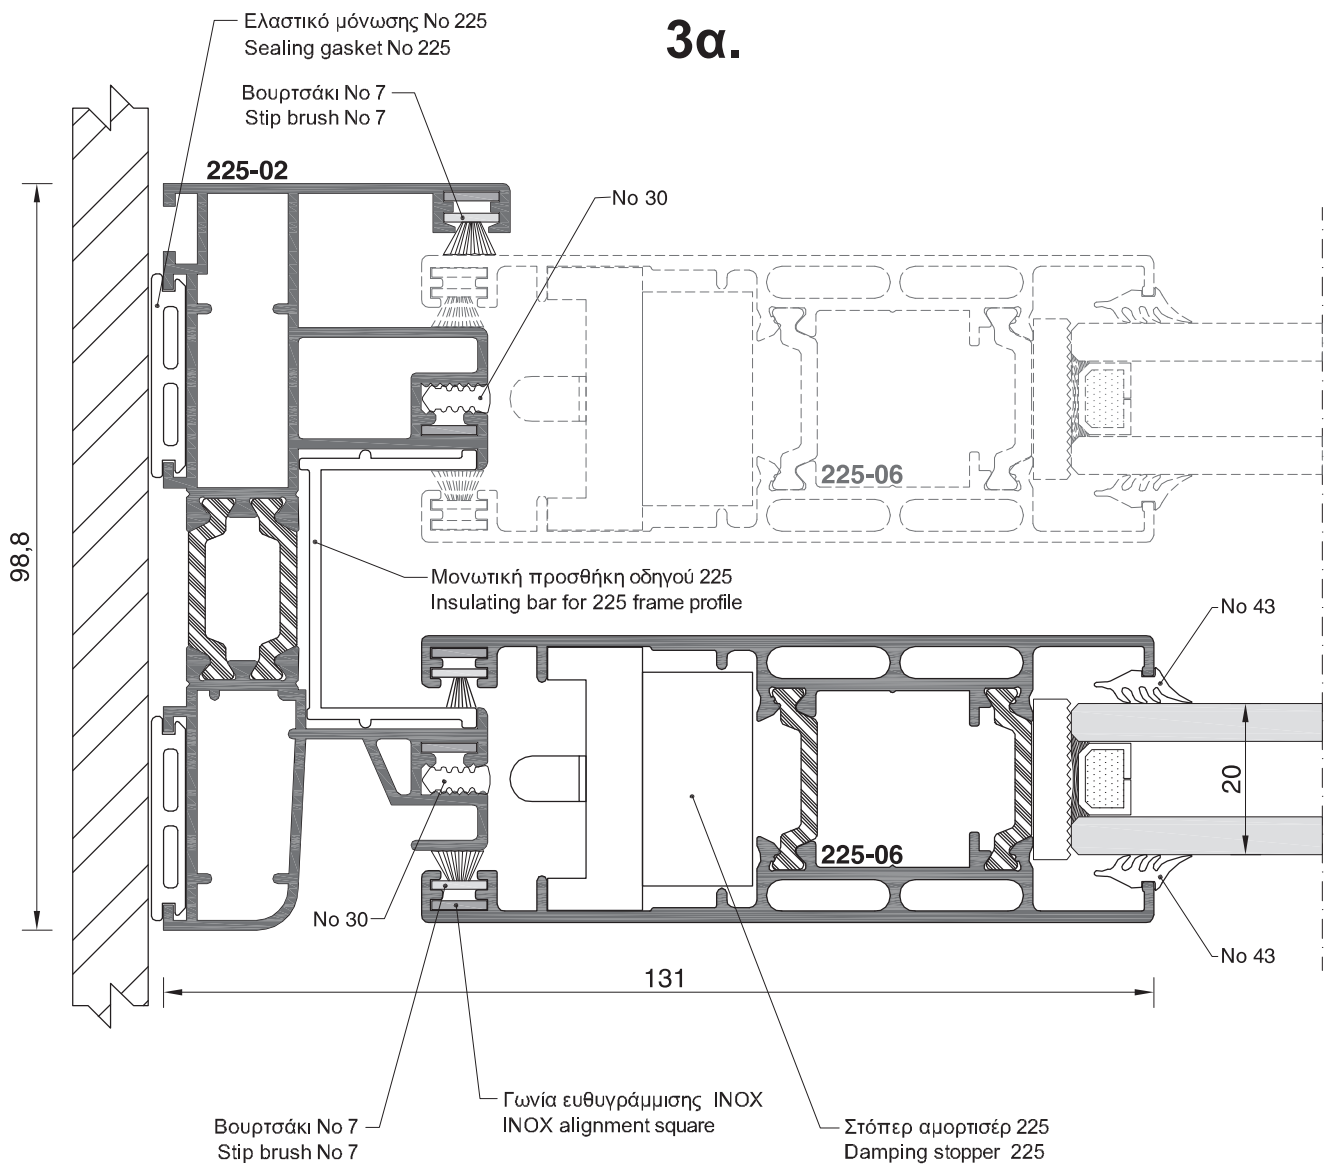 3α.
Ελαστικό μόνωσης No 225
Sealing gasket No 225
Βουρτσάκι No 7
Stip brush No 7
225-02
No 30
225-06
98,8
Μονωτική προσθήκη οδηγού 225
Insulating bar for 225 frame profile
No 43
20
225-06
No 30
No 43
131
Γωνία ευθυγράμμισης INOX
INOX alignment square
Βουρτσάκι No 7
Stip brush No 7
Στόπερ αμορτισέρ 225
Damping stopper 225